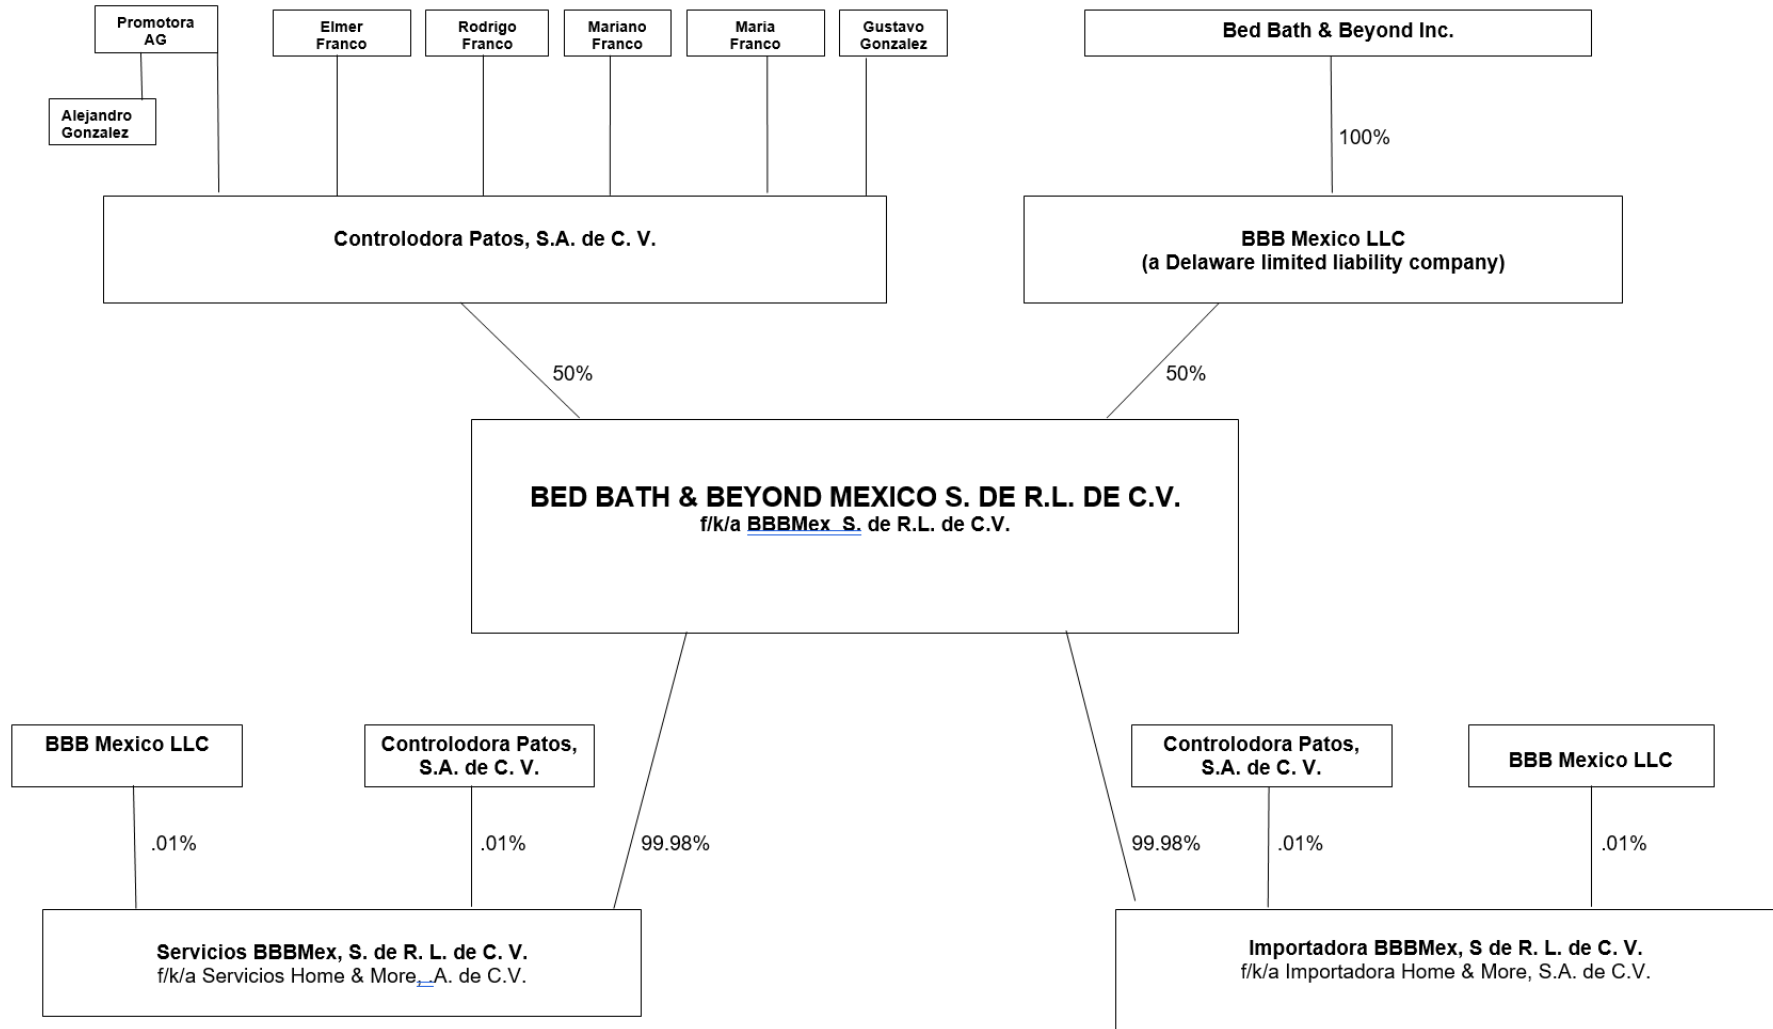 Promotora
AG
Elmer
Franco
Rodrigo
Franco
Mariano
Franco
Maria
Franco
Gustavo
Gonzalez
Bed Bath & Beyond Inc.
Alejandro
Gonzalez
100%
Controlodora Patos, S.A. de C. V.
BBB Mexico LLC
(a Delaware limited liability company)
50%
50%
BED BATH & BEYOND MEXICO S. DE R.L. DE C.V.
f/k/a BBBMex S. de R.L. de C.V.
BBB Mexico LLC
Controlodora Patos,
S.A. de C. V.
Controlodora Patos,
S.A. de C. V.
BBB Mexico LLC
.01%
.01%
99.98%
99.98%
.01%
.01%
Servicios BBBMex, S. de R. L. de C. V.
f/k/a Servicios Home & More, .A. de C.V.
Importadora BBBMex, S de R. L. de C. V.
f/k/a Importadora Home & More, S.A. de C.V.